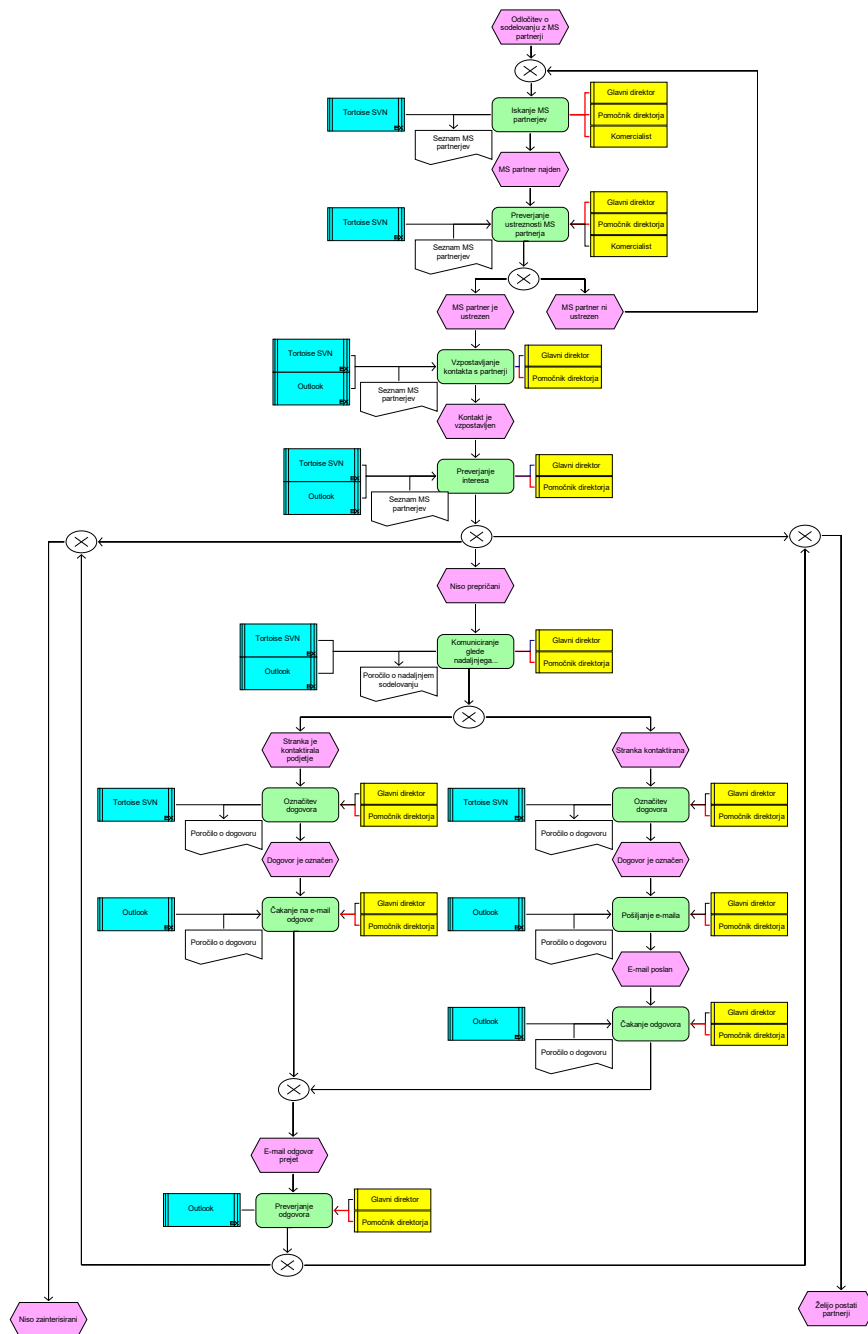 Odločitev o
sodelovanju z MS
partnerji
Tortoise SVN
Iskanje MS
partnerjev
Glavni direktor
Pomočnik direktorja
Komercialist
Seznam MS
partnerjev
MS partner najden
Tortoise SVN
Preverjanje
ustreznosti MS
partnerja
Glavni direktor
Pomočnik direktorja
Komercialist
Seznam MS
partnerjev
MS partner je
ustrezen
MS partner ni
ustrezen
Tortoise SVN
Outlook
Vzpostavljanje
kontakta s partnerji
Glavni direktor
Pomočnik direktorja
Seznam MS
partnerjev
Kontakt je
vzpostavljen
Tortoise SVN
Outlook
Preverjanje
interesa
Glavni direktor
Pomočnik direktorja
Seznam MS
partnerjev
Niso prepričani
Tortoise SVN
Outlook
Komuniciranje
glede
nadaljnjega...
Glavni direktor
Pomočnik direktorja
Poročilo o nadaljnjem
sodelovanju
Stranka je
kontaktirala
podjetje
Stranka kontaktirana
Tortoise SVN
Označitev
dogovora
Glavni direktor
Pomočnik direktorja
Poročilo o dogovoru
Tortoise SVN
Označitev
dogovora
Glavni direktor
Pomočnik direktorja
Poročilo o dogovoru
Dogovor je označen
Dogovor je označen
Outlook
Čakanje na e-mail
odgovor
Glavni direktor
Pomočnik direktorja
Poročilo o dogovoru
Outlook
Pošiljanje e-maila
Glavni direktor
Pomočnik direktorja
Poročilo o dogovoru
E-mail poslan
Outlook
Čakanje odgovora
Glavni direktor
Pomočnik direktorja
Poročilo o dogovoru
E-mail odgovor
prejet
Outlook
Preverjanje
odgovora
Glavni direktor
Pomočnik direktorja
Niso zainterisirani
Želijo postati
partnerji